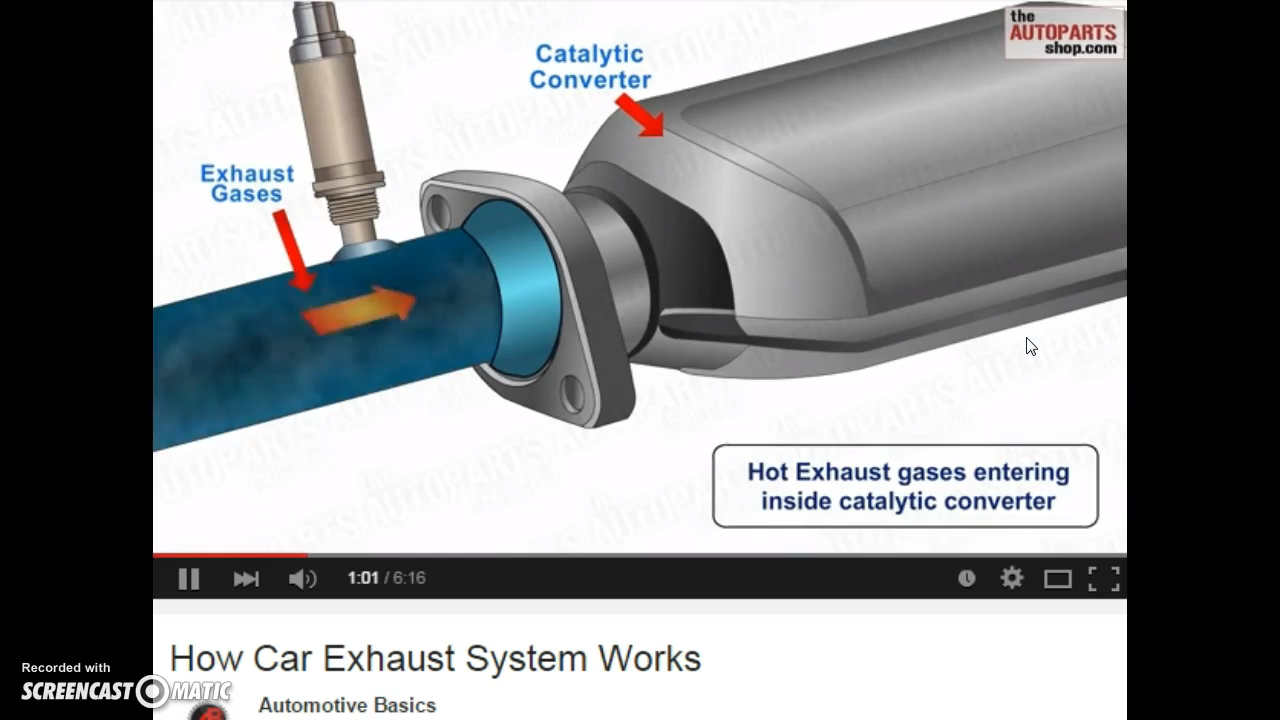 the
AUTOPARTS
shop.com
Catalytic
Converter
Exhaust
Gases
Hot Exhaust gases entering
inside catalytic converter
1:01 / 6:16
How Car Exhaust System Works
Automotive Basics
Recorded with
SCREENCAST MATIC